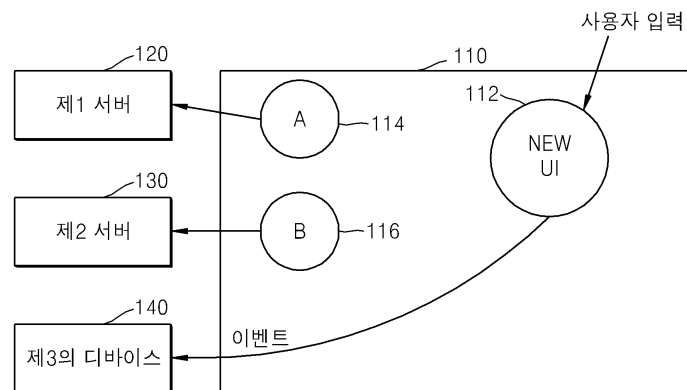 사용자 입력
120
110
제1 서버
A
114
112
NEW
UI
130
제2 서버
B
116
140
이벤트
제3의 디바이스